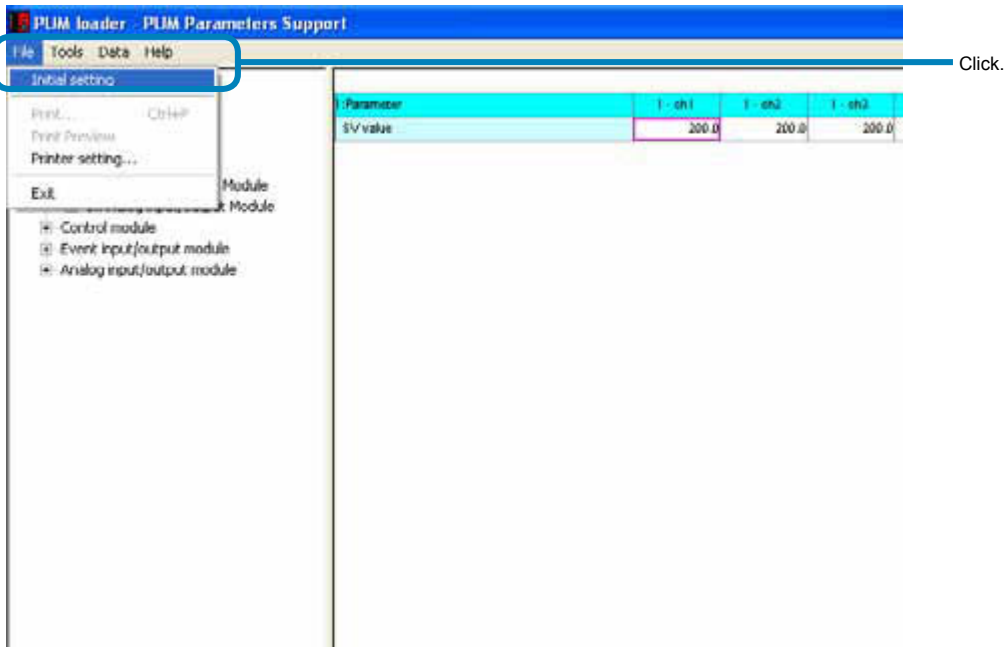 PUM loader PUM Parameters Support
File Tools Data Help
Initial setting
Click.
Print... Ctrl+P
Print Preview
Printer setting...
Exit
1:Parameter 1 - ch1 1 - ch2 1 - ch3
SV value 200.0 200.0 200.0
Module
Module
Control module
Event input/output module
Analog input/output module